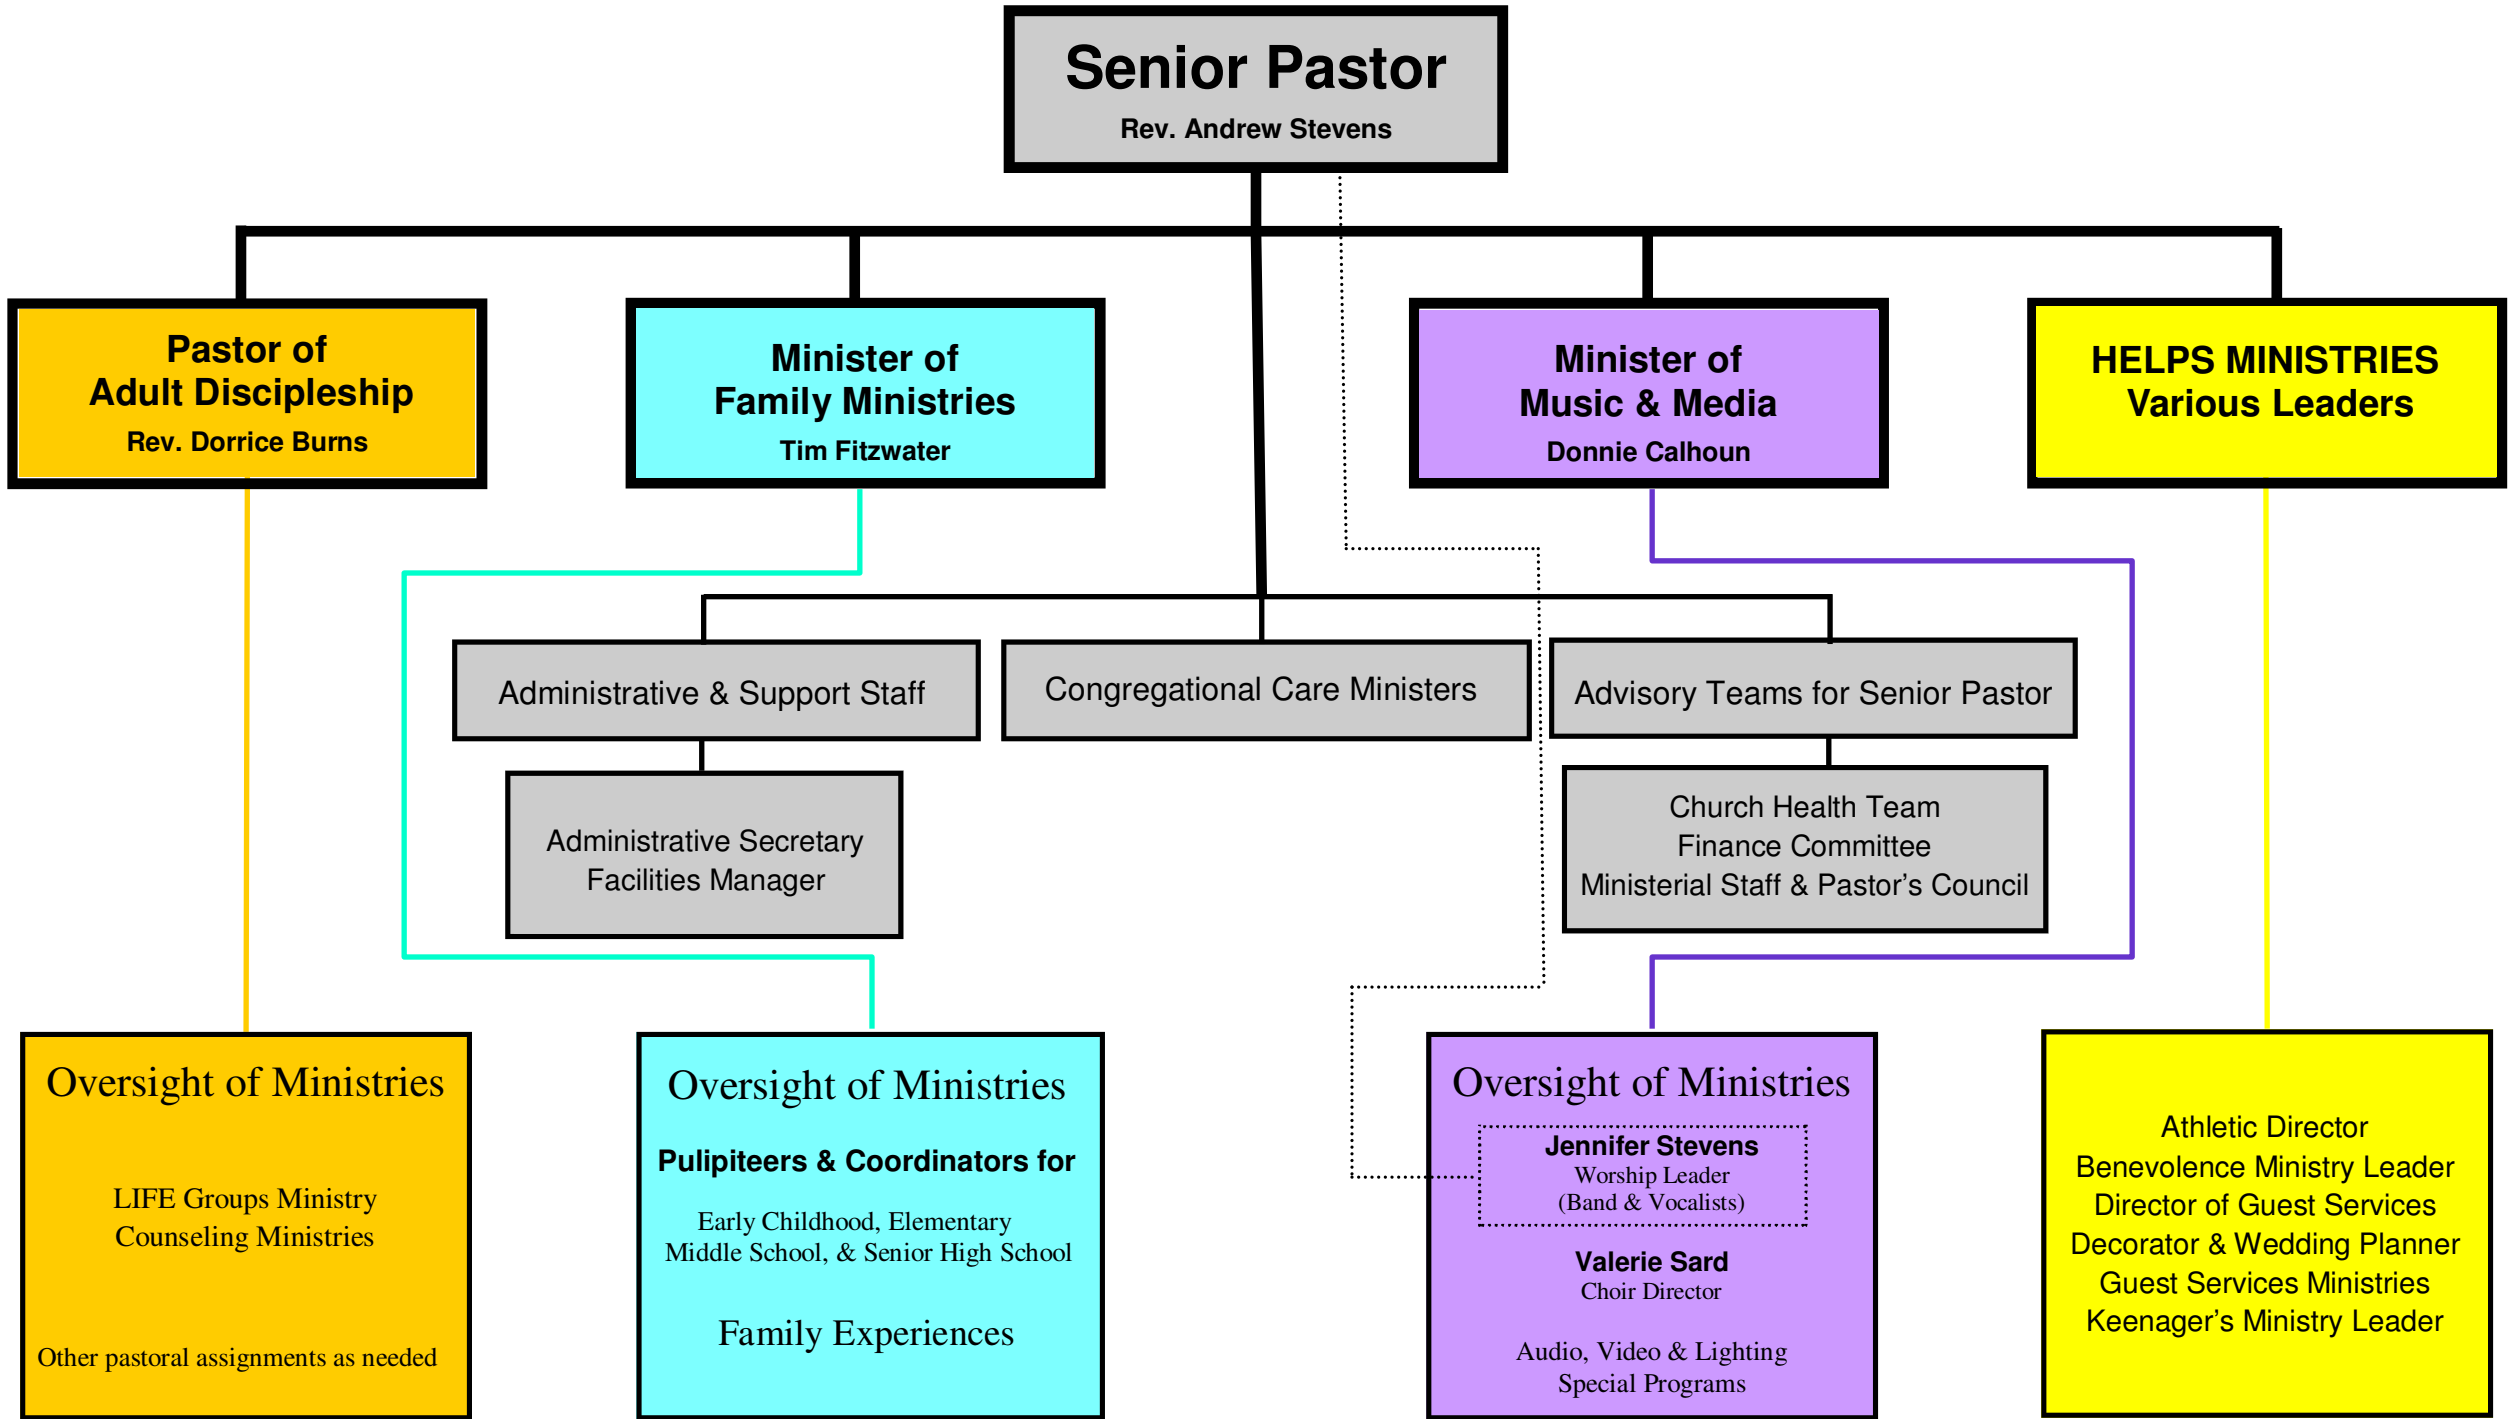 Senior Pastor
Rev. Andrew Stevens
Pastor of
Adult Discipleship
Rev. Dorrice Burns
Minister of
Family Ministries
Tim Fitzwater
Minister of
Music & Media
Donnie Calhoun
HELPS MINISTRIES
Various Leaders
Administrative & Support Staff
Congregational Care Ministers
Advisory Teams for Senior Pastor
Administrative Secretary
Facilities Manager
Church Health Team
Finance Committee
Ministerial Staff & Pastor’s Council
Oversight of Ministries
LIFE Groups Ministry
Counseling Ministries
Other pastoral assignments as needed
Oversight of Ministries
Pulipiteers & Coordinators for
Early Childhood, Elementary
Middle School, & Senior High School
Family Experiences
Oversight of Ministries
Jennifer Stevens
Worship Leader
(Band & Vocalists)
Valerie Sard
Choir Director
Audio, Video & Lighting
Special Programs
Athletic Director
Benevolence Ministry Leader
Director of Guest Services
Decorator & Wedding Planner
Guest Services Ministries
Keenager’s Ministry Leader